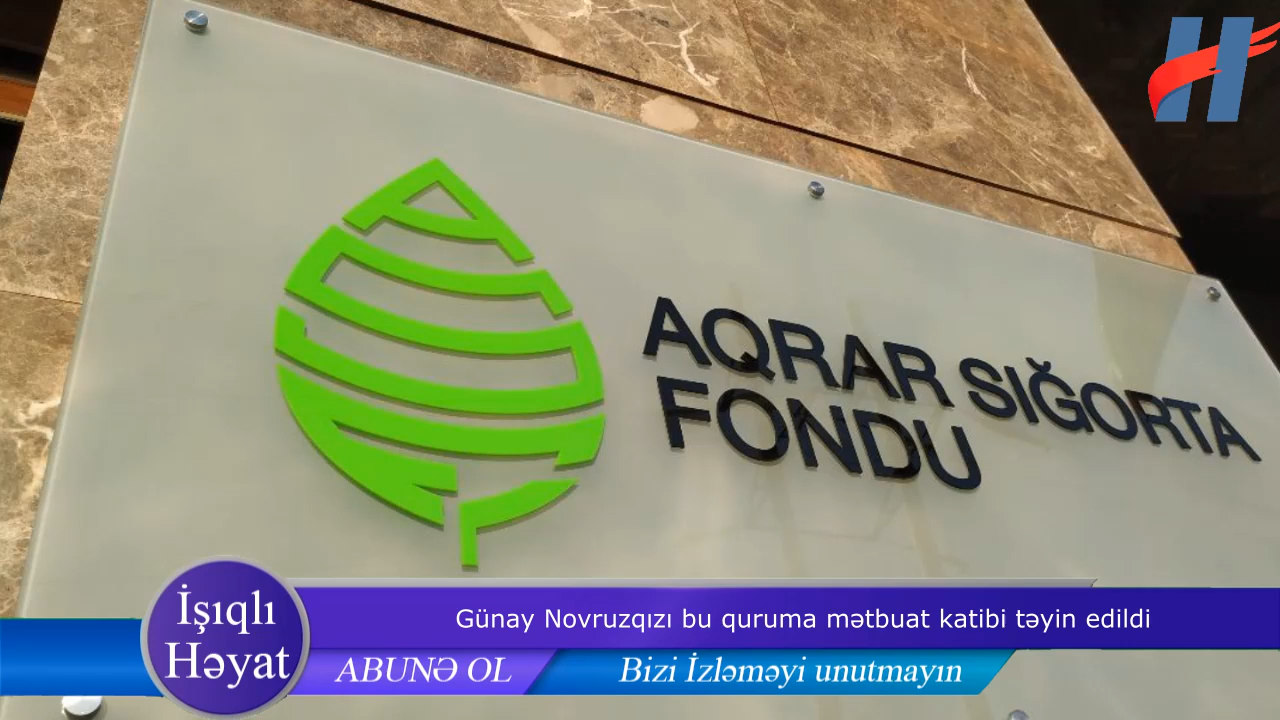 AQRAR SIĞORTA
FONDU
İşıqlı
Həyat
Günay Novruzqızı bu quruma mətbuat katibi təyin edildi
ABUNƏ OL
Bizi İzləməyi unutmayın